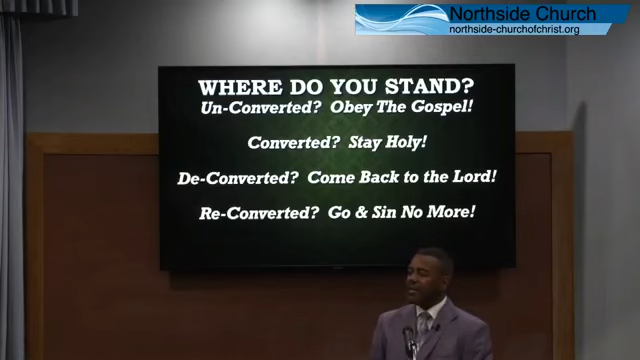 Northside Church
northside-churchofchrist.org
WHERE DO YOU STAND?
Un-Converted? Obey The Gospel!
Converted? Stay Holy!
De-Converted? Come Back to the Lord!
Re-Converted? Go & Sin No More!